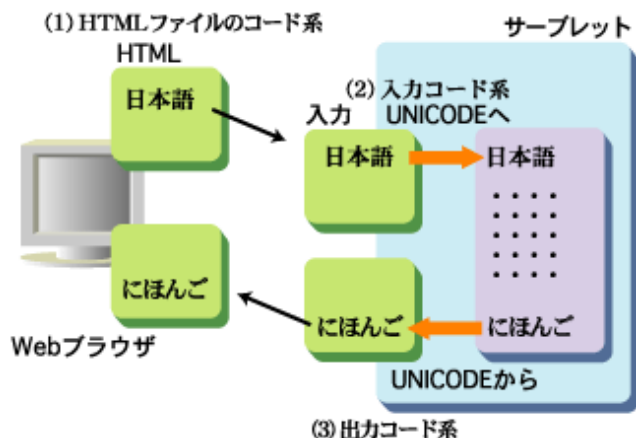 (1) HTMLファイルのコード系
サーブレット
HTML
日本語
(2) 入力コード系
入力
UNICODEへ
日本語
日本語
にほんご
にほんご
にほんご
Webブラウザ
UNICODEから
(3) 出力コード系